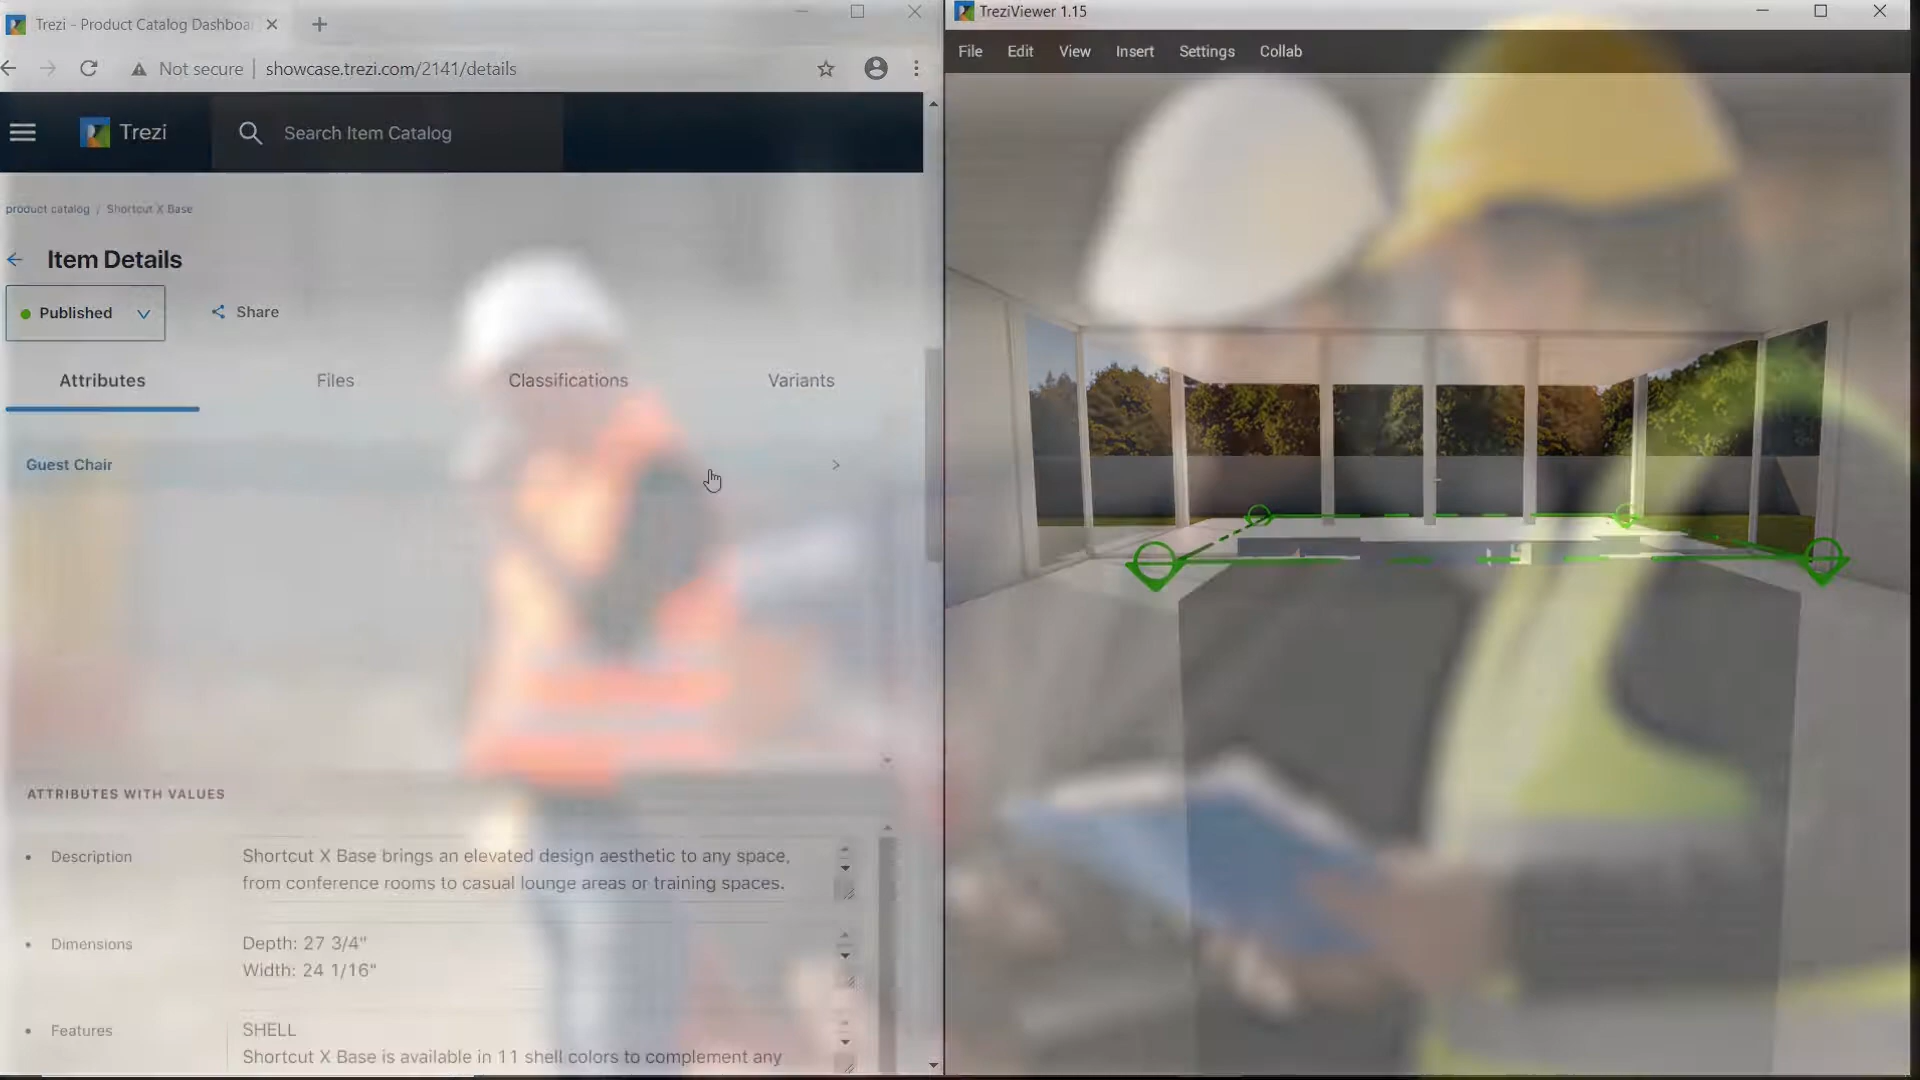 Trezi - Product Catalog Dashboa
Not secure
showcase.trezi.com/2141/details
Trezi
Search Item Catalog
product catalog / Shortcut X Base
Item Details
Published
Share
Attributes
Files
Classifications
Variants
Guest Chair
ATTRIBUTES WITH VALUES
Description
Shortcut X Base brings an elevated design aesthetic to any space,
from conference rooms to casual lounge areas or training spaces.
Dimensions
Depth: 27 3/4"
Width: 24 1/16"
Features
SHELL
Shortcut X Base is available in 11 shell colors to complement any
TreziViewer 1.15
File
Edit
View
Insert
Settings
Collab